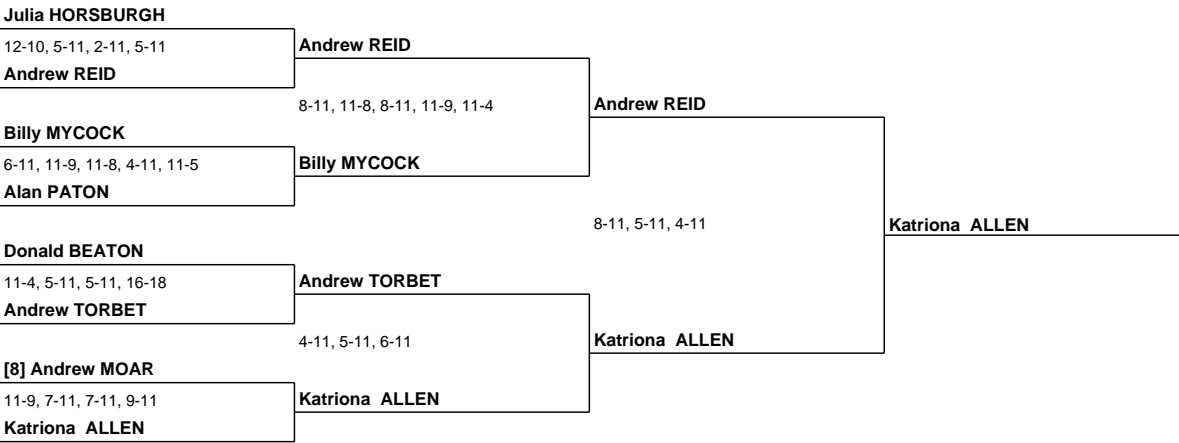 Julia HORSBURGH
12-10, 5-11, 2-11, 5-11
Andrew REID
Andrew REID
8-11, 11-8, 8-11, 11-9, 11-4
Andrew REID
Billy MYCOCK
6-11, 11-9, 11-8, 4-11, 11-5
Billy MYCOCK
Alan PATON
8-11, 5-11, 4-11
Katriona ALLEN
Donald BEATON
11-4, 5-11, 5-11, 16-18
Andrew TORBET
Andrew TORBET
4-11, 5-11, 6-11
Katriona ALLEN
[8] Andrew MOAR
11-9, 7-11, 7-11, 9-11
Katriona ALLEN
Katriona ALLEN